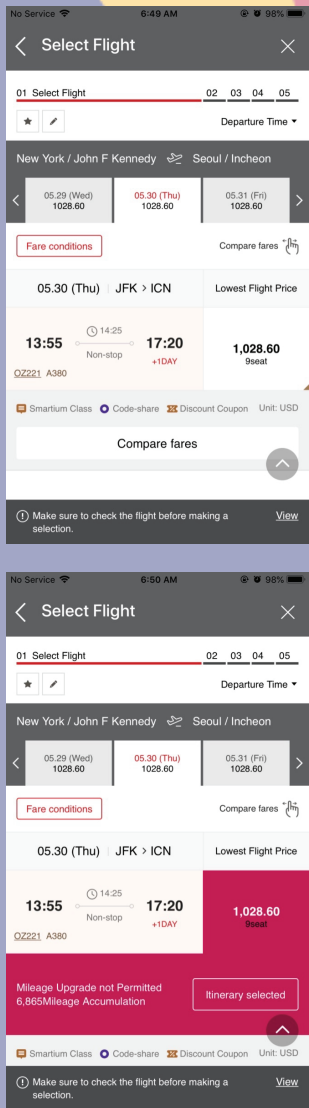 No Service 6:49 AM 98%
Select Flight
01 Select Flight 02 03 04 05
Departure Time
New York / John F Kennedy Seoul / Incheon
05.29 (Wed) 05.30 (Thu) 05.31 (Fri)
1028.60 1028.60 1028.60
Fare conditions Compare fares
05.30 (Thu) JFK > ICN Lowest Flight Price
14:25
13:55 17:20 1,028.60
Non-stop +1DAY 9seat
OZ221 A380
Smartium Class Code-share Discount Coupon Unit: USD
Compare fares
Make sure to check the flight before making a View
selection.
No Service 6:50 AM 98%
Select Flight
01 Select Flight 02 03 04 05
Departure Time
New York / John F Kennedy Seoul / Incheon
05.29 (Wed) 05.30 (Thu) 05.31 (Fri)
1028.60 1028.60 1028.60
Fare conditions Compare fares
05.30 (Thu) JFK > ICN Lowest Flight Price
14:25
13:55 17:20 1,028.60
Non-stop +1DAY 9seat
OZ221 A380
Mileage Upgrade not Permitted
6,865Mileage Accumulation Itinerary selected
Smartium Class Code-share Discount Coupon Unit: USD
Make sure to check the flight before making a View
selection.